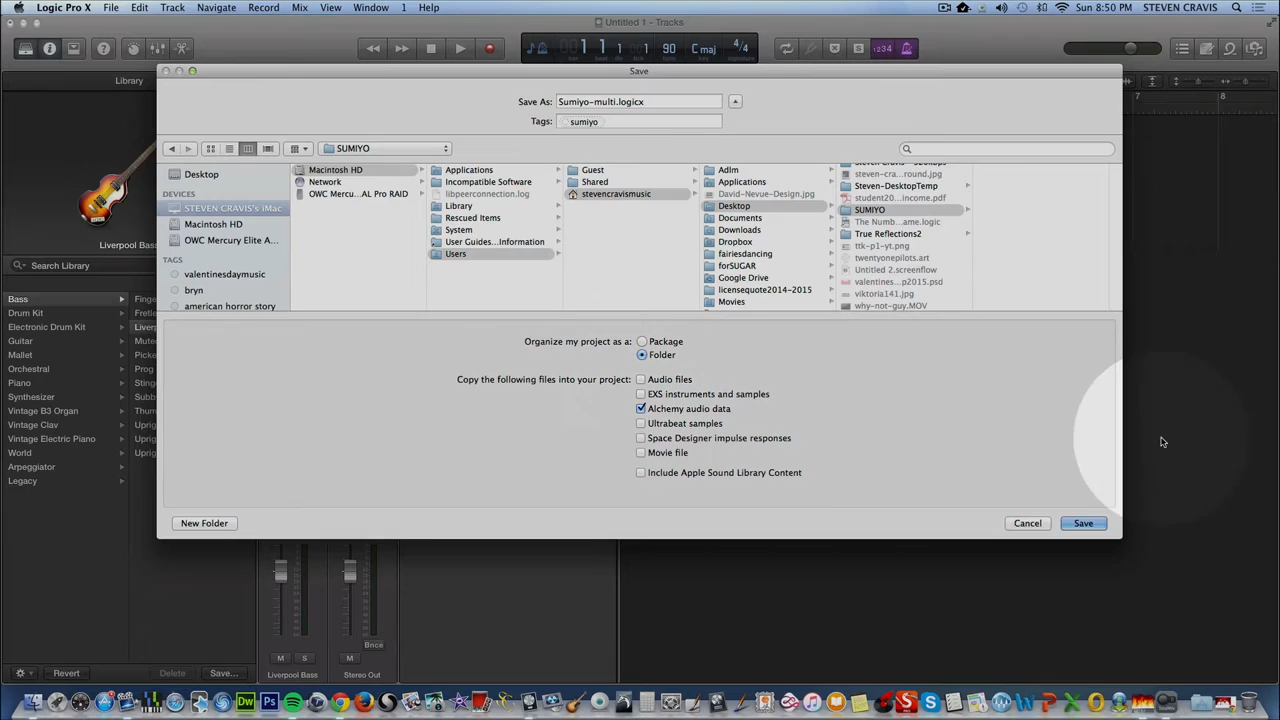 Logic Pro X File Edit Track Navigate Record Mix View Window 1 Help Sun 8:50 PM STEVEN CRAVIS
Untitled 1 - Tracks
1 1 1 90 C maj 4/4
1234
Library
Save
7 8
Save As: Sumiyo-multi.logicx
Tags: sumiyo
SUMIYO
Desktop
DEVICES
STEVEN CRAVIS's iMac
Macintosh HD
OWC Mercury Elite A...
TAGS
valentinesdaymusic
bryn
american horror story
Macintosh HD
Network
OWC Mercu...AL Pro RAID
Applications
Incompatible Software
libpeerconnection.log
Library
Rescued Items
System
User Guides...Information
Users
Guest
Shared
stevencravismusic
Adlm
Applications
David-Nevue-Design.jpg
Desktop
Documents
Downloads
Dropbox
fairiesdancing
forSUGAR
Google Drive
licensequote2014-2015
Movies
steven-cra...round.jpg
Steven-DesktopTemp
student20...income.pdf
SUMIYO
The Numb...ame.logic
True Reflections2
ttk-p1-yt.png
twentyonepilots.art
Untitled 2.screenflow
valentines...p2015.psd
viktoria141.jpg
why-not-guy.MOV
Liverpool Bass
Search Library
Bass
Drum Kit
Electronic Drum Kit
Guitar
Mallet
Orchestral
Piano
Synthesizer
Vintage B3 Organ
Vintage Clav
Vintage Electric Piano
World
Arpeggiator
Legacy
Organize my project as a: Package
Folder
Copy the following files into your project: Audio files
EXS instruments and samples
Alchemy audio data
Ultrabeat samples
Space Designer impulse responses
Movie file
Include Apple Sound Library Content
New Folder Cancel Save
Bnce
M S M
Revert Delete Save... Liverpool Bass Stereo Out